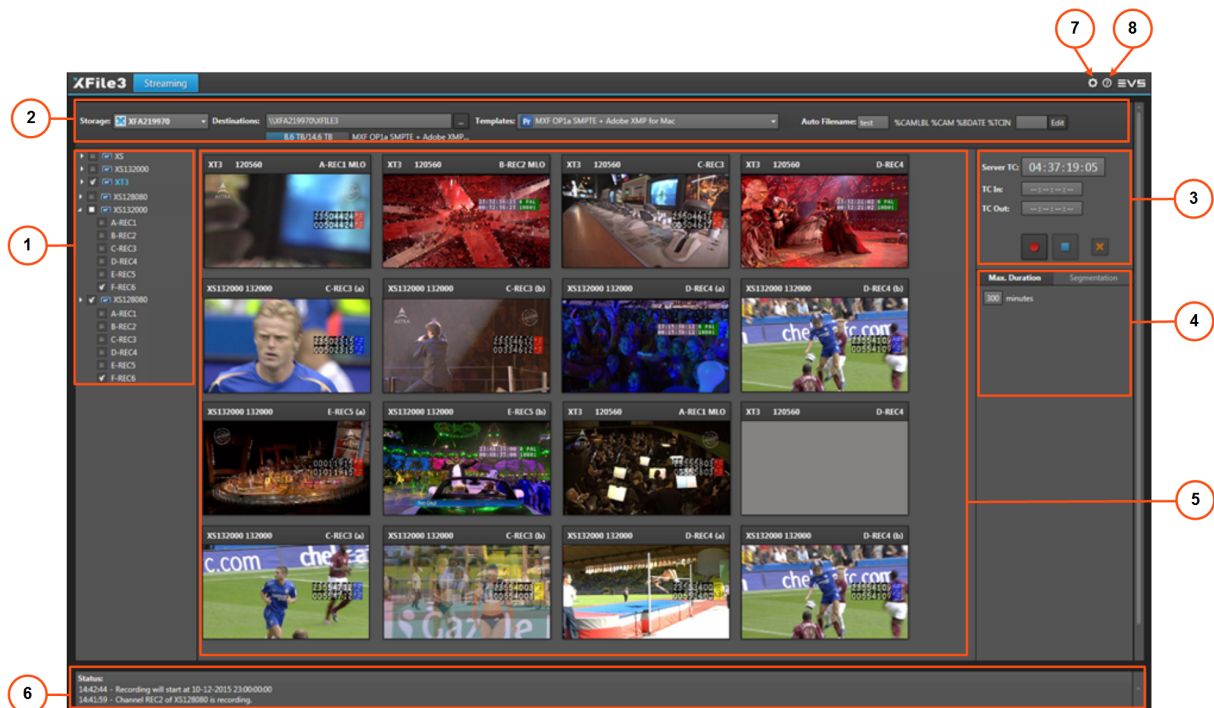 7 8
XFile3 Streaming EVS
2 Storage: XFA219970 Destinations: \\XFA219970\XFILE3 ... Templates: Pr MXF OP1a SMPTE + Adobe XMP for Mac Auto Filename: test %CAMLBL %CAM %8DATE %TCIN Edit
8.6 TB/14.6 TB MXF OP1a SMPTE + Adobe XMP...
XS
XS132000
XT3
XS128080
XS132000
A-REC1
B-REC2
C-REC3
D-REC4
E-REC5
F-REC6
XS128080
A-REC1
B-REC2
C-REC3
D-REC4
E-REC5
F-REC6
1
XT3 120560 A-REC1 MLO
XT3 120560 B-REC2 MLO
XT3 120560 C-REC3
XT3 120560 D-REC4
ASTRA
XS132000 132000 C-REC3 (a)
XS132000 132000 C-REC3 (b)
XS132000 132000 D-REC4 (a)
XS132000 132000 D-REC4 (b)
ASTRA
XS132000 132000 E-REC5 (a)
XS132000 132000 E-REC5 (b)
XT3 120560 A-REC1 MLO
XT3 120560 D-REC4
XS132000 132000 C-REC3 (a)
XS132000 132000 C-REC3 (b)
XS132000 132000 D-REC4 (a)
XS132000 132000 D-REC4 (b)
Server TC: 04:37:19:05
TC In: --:--:--:--
TC Out: --:--:--:--
3
Max. Duration Segmentation
300 minutes
4
5
6
Status:
14:42:44 - Recording will start at 10-12-2015 23:00:00:00
14:41:59 - Channel REC2 of XS128080 is recording.